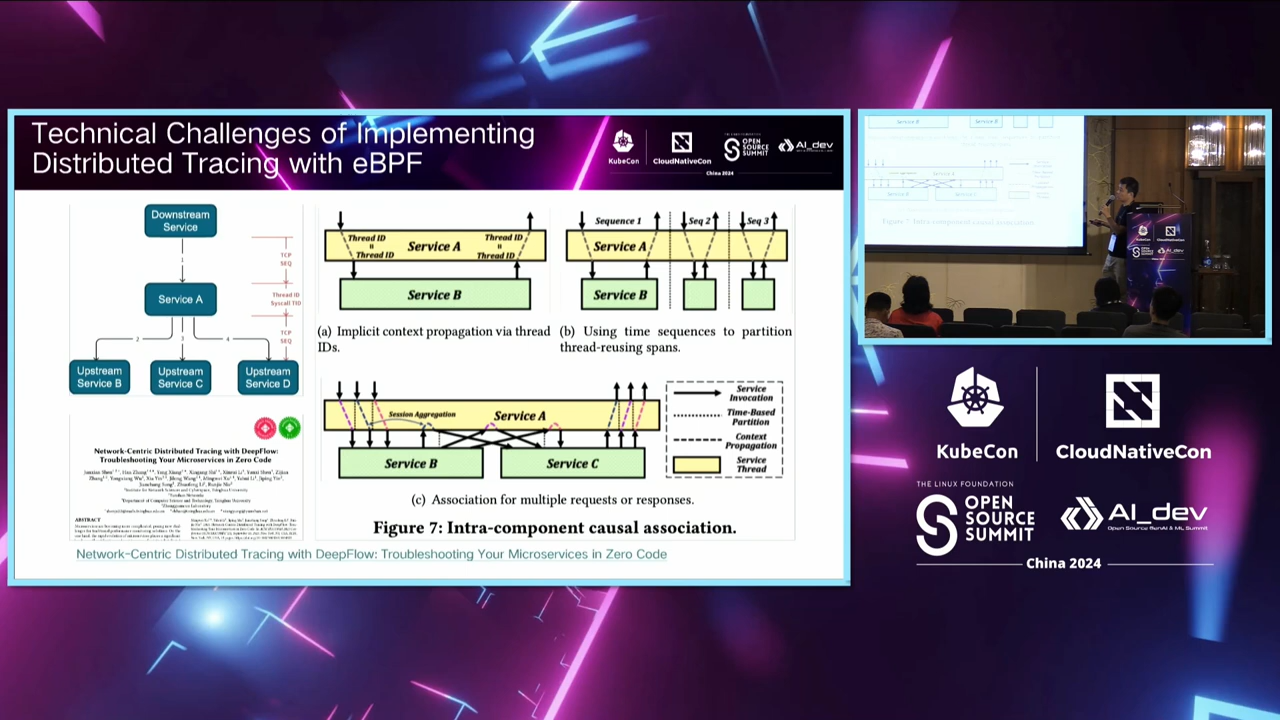 Technical Challenges of Implementing
Distributed Tracing with eBPF
KubeCon
CloudNativeCon
THE LINUX FOUNDATION
OPEN
SOURCE
SUMMIT
AI_dev
China 2024
Downstream
Service
TCP
SEQ
Service A
Thread ID
Syscall TID
2
3
4
TCP
SEQ
Upstream
Service B
Upstream
Service C
Upstream
Service D
Network-Centric Distributed Tracing with DeepFlow:
Troubleshooting Your Microservices in Zero Code
ABSTRACT
Thread ID
=
Thread ID
Service A
Thread ID
=
Thread ID
Service B
(a) Implicit context propagation via thread
IDs.
Sequence 1
Seq 2
Seq 3
Service A
Service B
(b) Using time sequences to partition
thread-reusing spans.
Session Aggregation
Service A
Service B
Service C
Service
Invocation
Time-Based
Partition
Context
Propagation
Service
Thread
(c) Association for multiple requests or responses.
Figure 7: Intra-component causal association.
Network-Centric Distributed Tracing with DeepFlow: Troubleshooting Your Microservices in Zero Code
KubeCon
CloudNativeCon
THE LINUX FOUNDATION
OPEN
SOURCE
SUMMIT
AI_dev
Open Source GenAI & ML Summit
China 2024